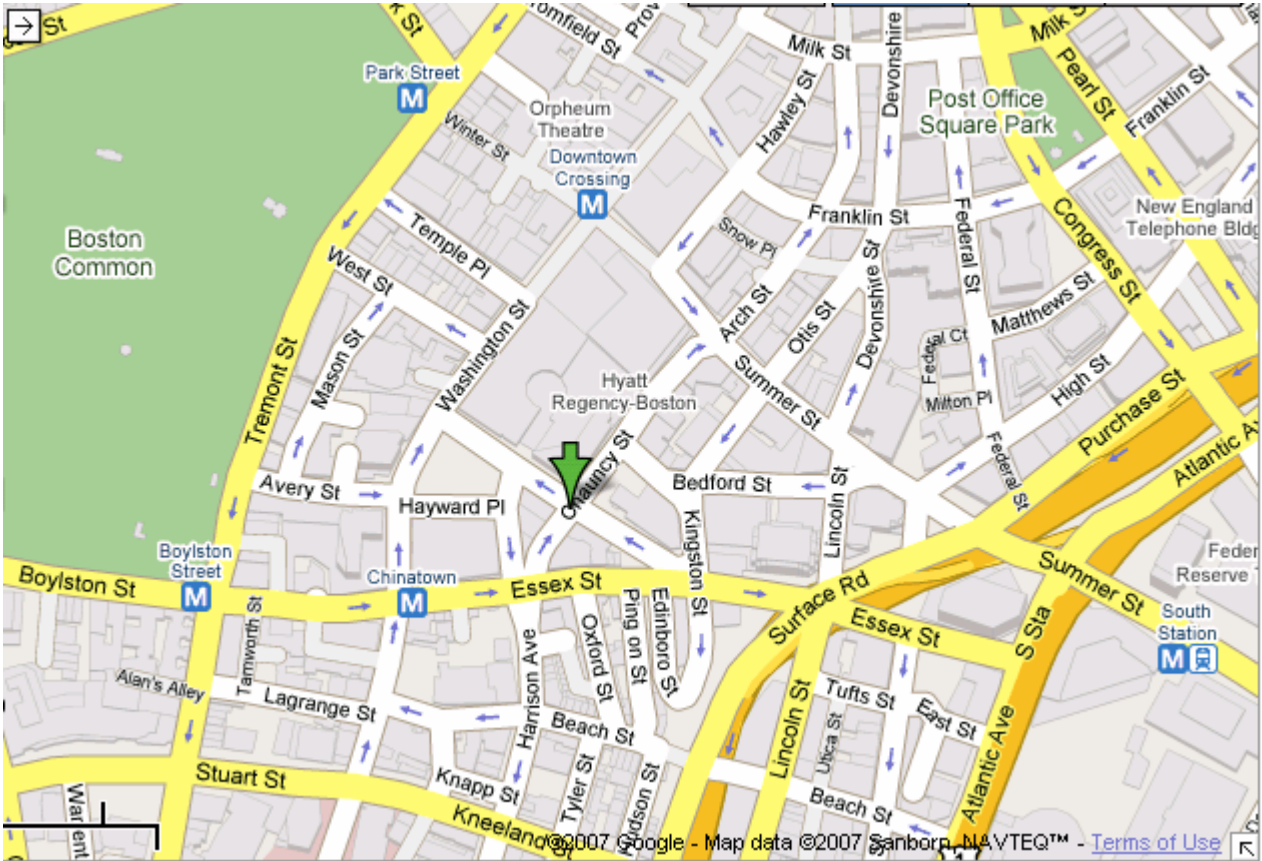 Bromfield St
Milk St
Devonshire
Milk S
Park Street
M
Orpheum
Theatre
Winter St
Downtown
Crossing
M
Hawley St
Post Office
Square Park
Pearl St
Franklin St
New England
Telephone Bldg
Boston
Common
Temple Pl
West St
Snow Pl
Franklin St
Federal St
Congress St
Mason St
Washington St
Arch St
Otis St
Devonshire St
Federal Ct
Matthews St
Tremont St
Hyatt
Regency-Boston
Summer St
Milton Pl
High St
Purchase St
Atlantic Av
Chauncy St
Avery St
Hayward Pl
Bedford St
Kingston St
Lincoln St
Federal St
Boylston
Street
M
Boylston St
Chinatown
M
Essex St
Surface Rd
Essex St
Summer St
Feder
Reserve
South
Station
M
S Sta
Tamworth St
Alan's Alley
Lagrange St
Harrison Ave
Oxford St
Ping on St
Edinboro St
Beach St
Tufts St
East St
Utica St
Lincoln St
Atlantic Ave
Stuart St
Knapp St
Kneeland St
Tyler St
Hudson St
Beach St
©2007 Google - Map data ©2007 Sanborn, NAVTEQ™ - Terms of Use